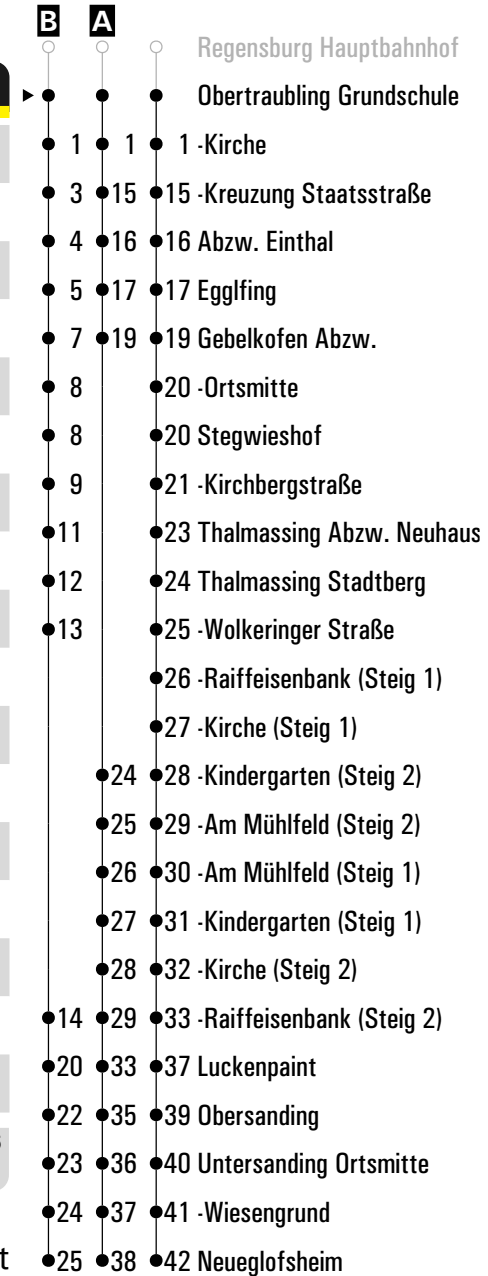 B A
Regensburg Hauptbahnhof
Obertraubling Grundschule
1 1 1 -Kirche
3 15 15 -Kreuzung Staatsstraße
4 16 16 Abzw. Einthal
5 17 17 Egglfing
7 19 19 Gebelkofen Abzw.
8 20 -Ortsmitte
8 20 Stegwieshof
9 21 -Kirchbergstraße
11 23 Thalmassing Abzw. Neuhaus
12 24 Thalmassing Stadtberg
13 25 -Wolkeringer Straße
26 -Raiffeisenbank (Steig 1)
27 -Kirche (Steig 1)
24 28 -Kindergarten (Steig 2)
25 29 -Am Mühlfeld (Steig 2)
26 30 -Am Mühlfeld (Steig 1)
27 31 -Kindergarten (Steig 1)
28 32 -Kirche (Steig 2)
14 29 33 -Raiffeisenbank (Steig 2)
20 33 37 Luckenpaint
22 35 39 Obersanding
23 36 40 Untersanding Ortsmitte
24 37 41 -Wiesengrund
t 25 38 42 Neueglofsheim